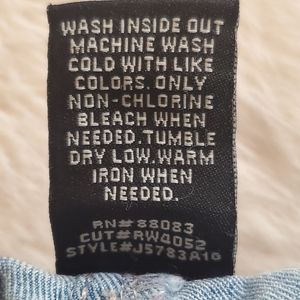 WASH INSIDE OUT
MACHINE WASH
COLD WITH LIKE
COLORS. ONLY
NON-CHLORINE
BLEACH WHEN
NEEDED. TUMBLE
DRY LOW. WARM
IRON WHEN
NEEDED.
RN# 88083
CUT# RW4052
STYLE# J5783A16